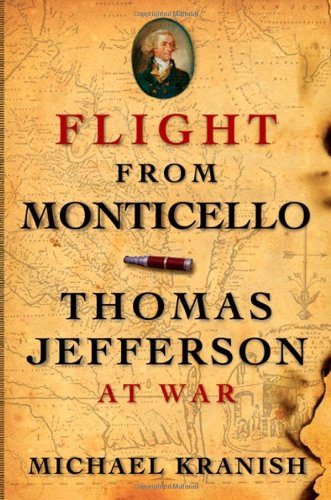 FLIGHT
FROM
MONTICELLO
THOMAS
JEFFERSON
AT WAR
MICHAEL KRANISH